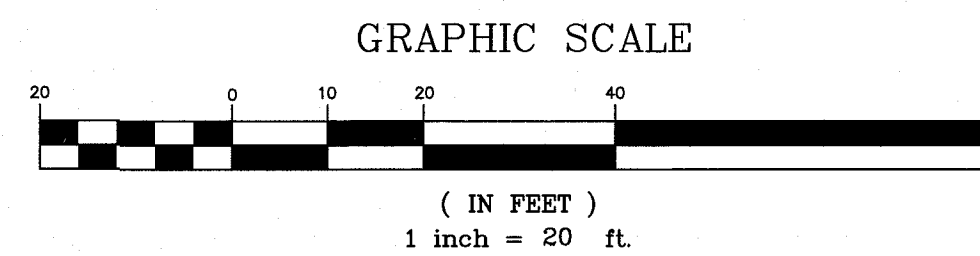 GRAPHIC SCALE
20 0 10 20 40
( IN FEET )
1 inch = 20 ft.